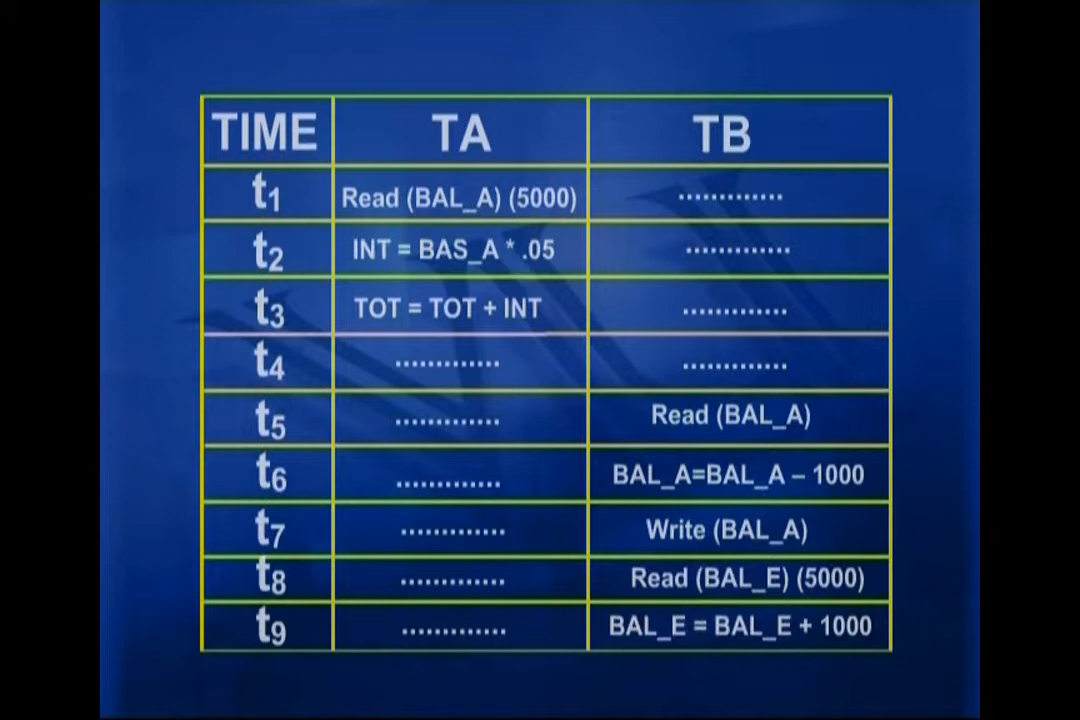 TIME TA TB
t1 Read (BAL_A) (5000) .............
t2 INT = BAS_A * .05 .............
t3 TOT = TOT + INT .............
t4 ............. .............
t5 ............. Read (BAL_A)
t6 ............. BAL_A=BAL_A – 1000
t7 ............. Write (BAL_A)
t8 ............. Read (BAL_E) (5000)
t9 ............. BAL_E = BAL_E + 1000